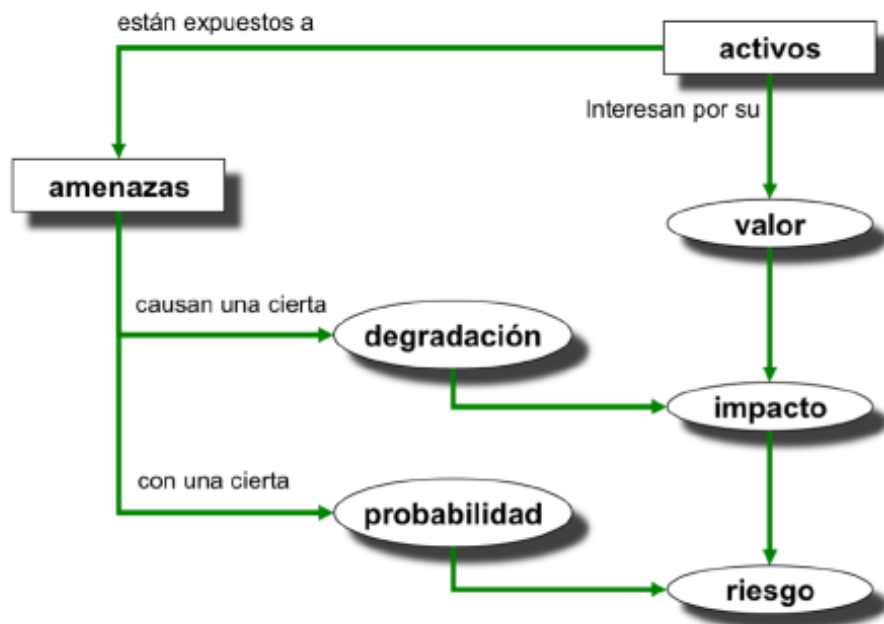 están expuestos a
activos
Interesan por su
amenazas
valor
causan una cierta
degradación
impacto
con una cierta
probabilidad
riesgo